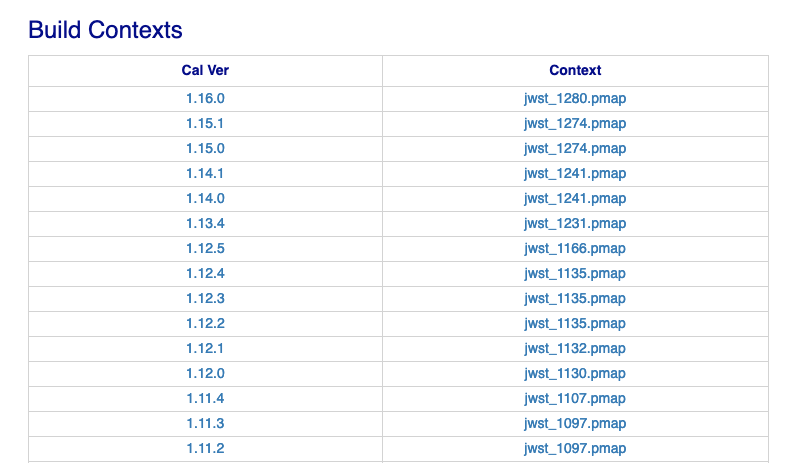 Build Contexts
Cal Ver Context
1.16.0 jwst_1280.pmap
1.15.1 jwst_1274.pmap
1.15.0 jwst_1274.pmap
1.14.1 jwst_1241.pmap
1.14.0 jwst_1241.pmap
1.13.4 jwst_1231.pmap
1.12.5 jwst_1166.pmap
1.12.4 jwst_1135.pmap
1.12.3 jwst_1135.pmap
1.12.2 jwst_1135.pmap
1.12.1 jwst_1132.pmap
1.12.0 jwst_1130.pmap
1.11.4 jwst_1107.pmap
1.11.3 jwst_1097.pmap
1.11.2 jwst_1097.pmap